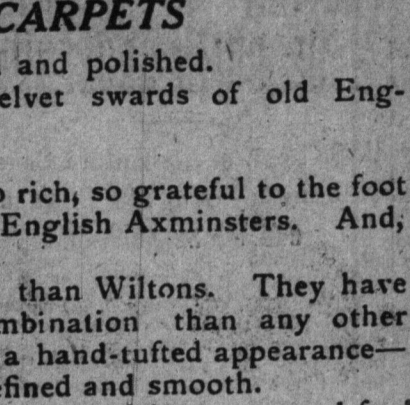 CARPETS
and polished.
elvet swards of old Eng-
o rich, so grateful to the foot
English Axminsters. And,
than Wiltons. They have
mbination than any other
a hand-tufted appearance—
efined and smooth.